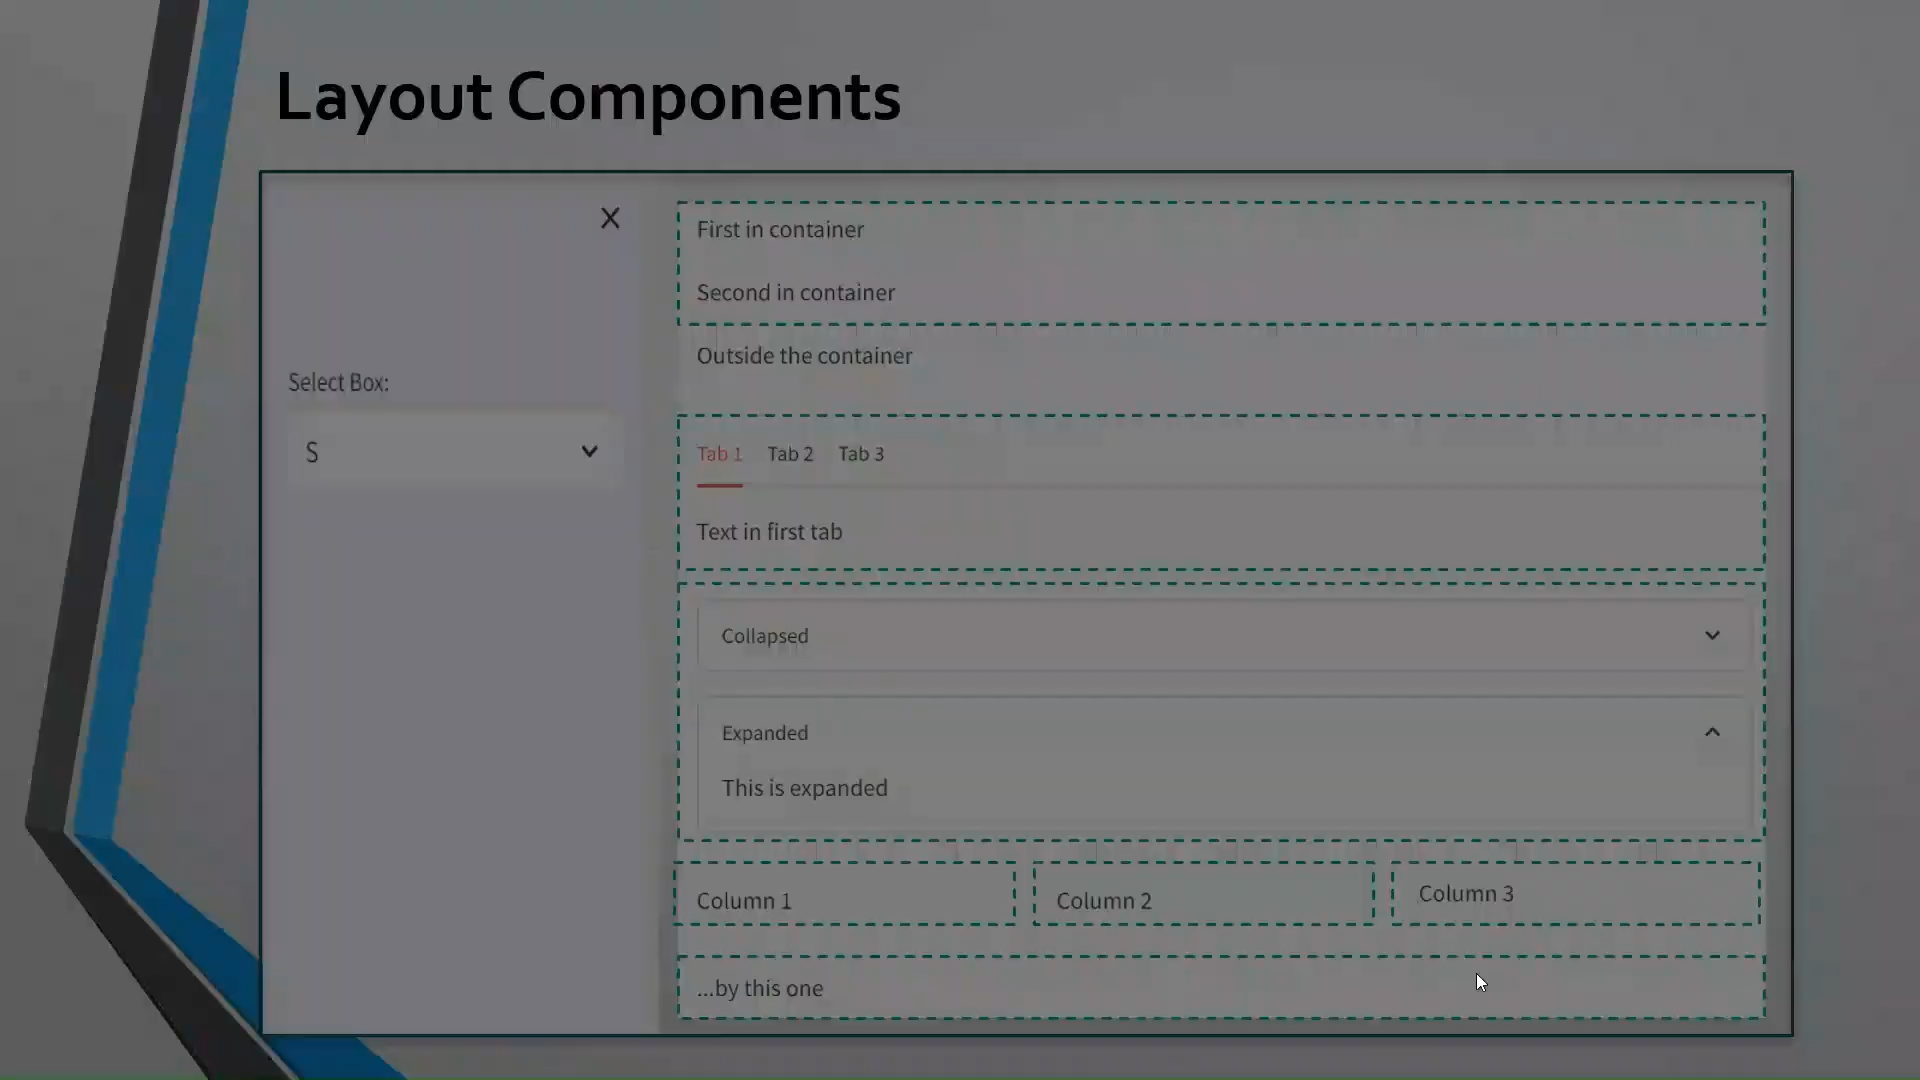 Layout Components
X
Select Box:
S
First in container
Second in container
Outside the container
Tab 1 Tab 2 Tab 3
Text in first tab
Collapsed
Expanded
This is expanded
Column 1 Column 2 Column 3
...by this one